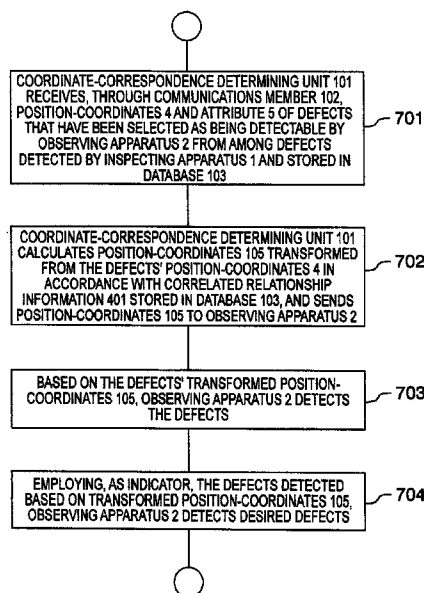 COORDINATE-CORRESPONDENCE DETERMINING UNIT 101
RECEIVES, THROUGH COMMUNICATIONS MEMBER 102,
POSITION-COORDINATES 4 AND ATTRIBUTE 5 OF DEFECTS
THAT HAVE BEEN SELECTED AS BEING DETECTABLE BY
OBSERVING APPARATUS 2 FROM AMONG DEFECTS
DETECTED BY INSPECTING APPARATUS 1 AND STORED IN
DATABASE 103
701
COORDINATE-CORRESPONDENCE DETERMINING UNIT 101
CALCULATES POSITION-COORDINATES 105 TRANSFORMED
FROM THE DEFECTS' POSITION-COORDINATES 4 IN
ACCORDANCE WITH CORRELATED RELATIONSHIP
INFORMATION 401 STORED IN DATABASE 103, AND SENDS
POSITION-COORDINATES 105 TO OBSERVING APPARATUS 2
702
BASED ON THE DEFECTS' TRANSFORMED POSITION-
COORDINATES 105, OBSERVING APPARATUS 2 DETECTS
THE DEFECTS
703
EMPLOYING, AS INDICATOR, THE DEFECTS DETECTED
BASED ON TRANSFORMED POSITION-COORDINATES 105,
OBSERVING APPARATUS 2 DETECTS DESIRED DEFECTS
704